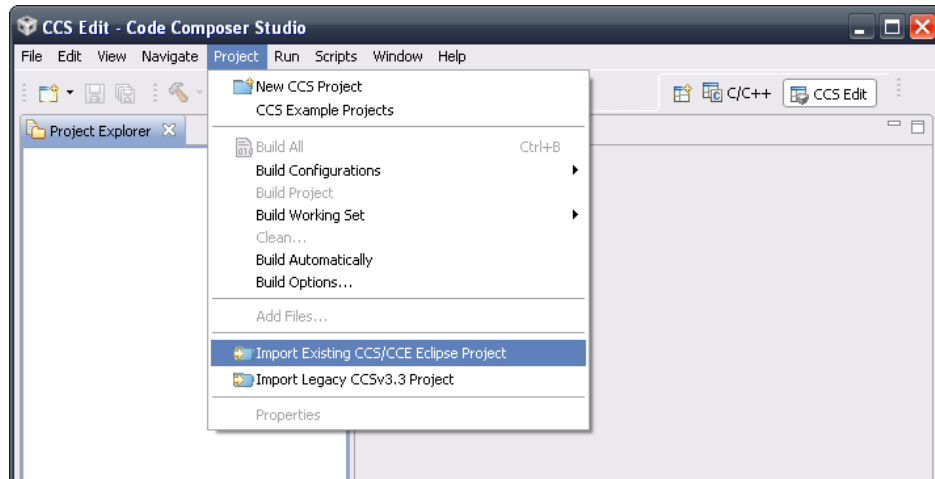 CCS Edit - Code Composer Studio
File Edit View Navigate Project Run Scripts Window Help
C/C++ CCS Edit
Project Explorer
New CCS Project
CCS Example Projects
Build All Ctrl+B
Build Configurations
Build Project
Build Working Set
Clean...
Build Automatically
Build Options...
Add Files...
Import Existing CCS/CCE Eclipse Project
Import Legacy CCSv3.3 Project
Properties